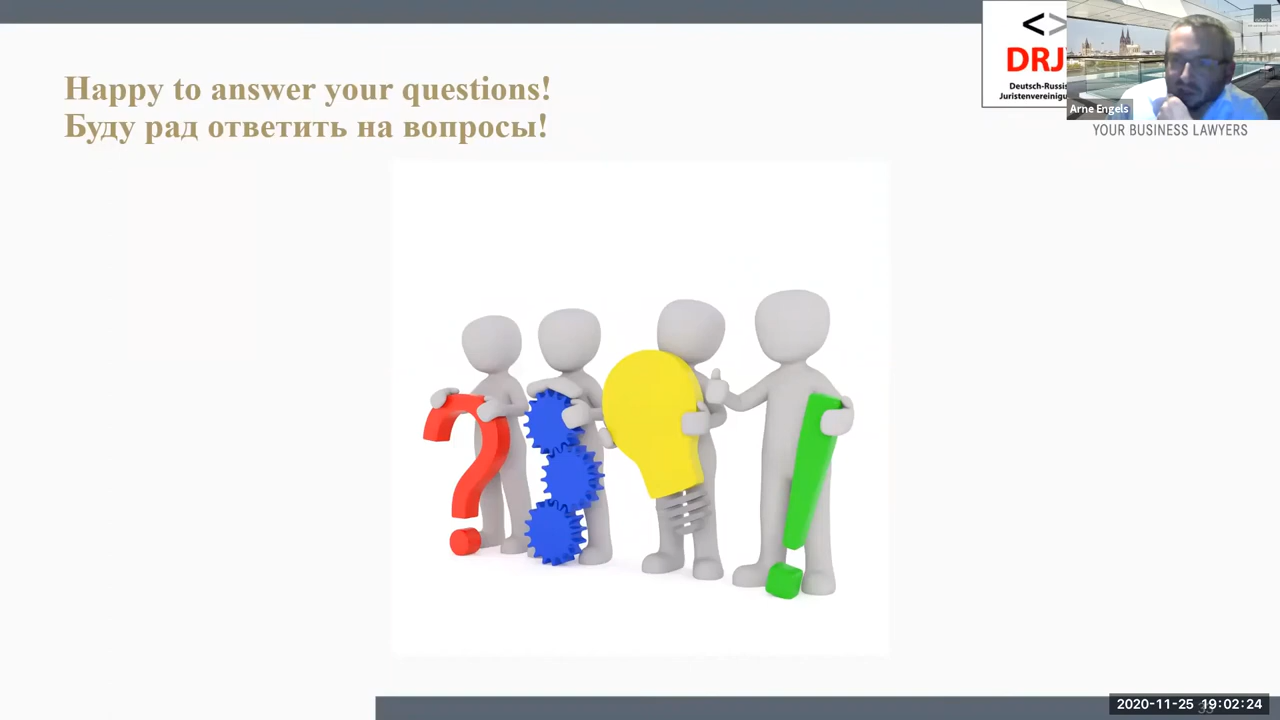 Happy to answer your questions!
Буду рад ответить на вопросы!
<>
DRJ
Deutsch-Russis
Juristenvereinigu
Arne Engels
YOUR BUSINESS LAWYERS
2020-11-25 19:02:24